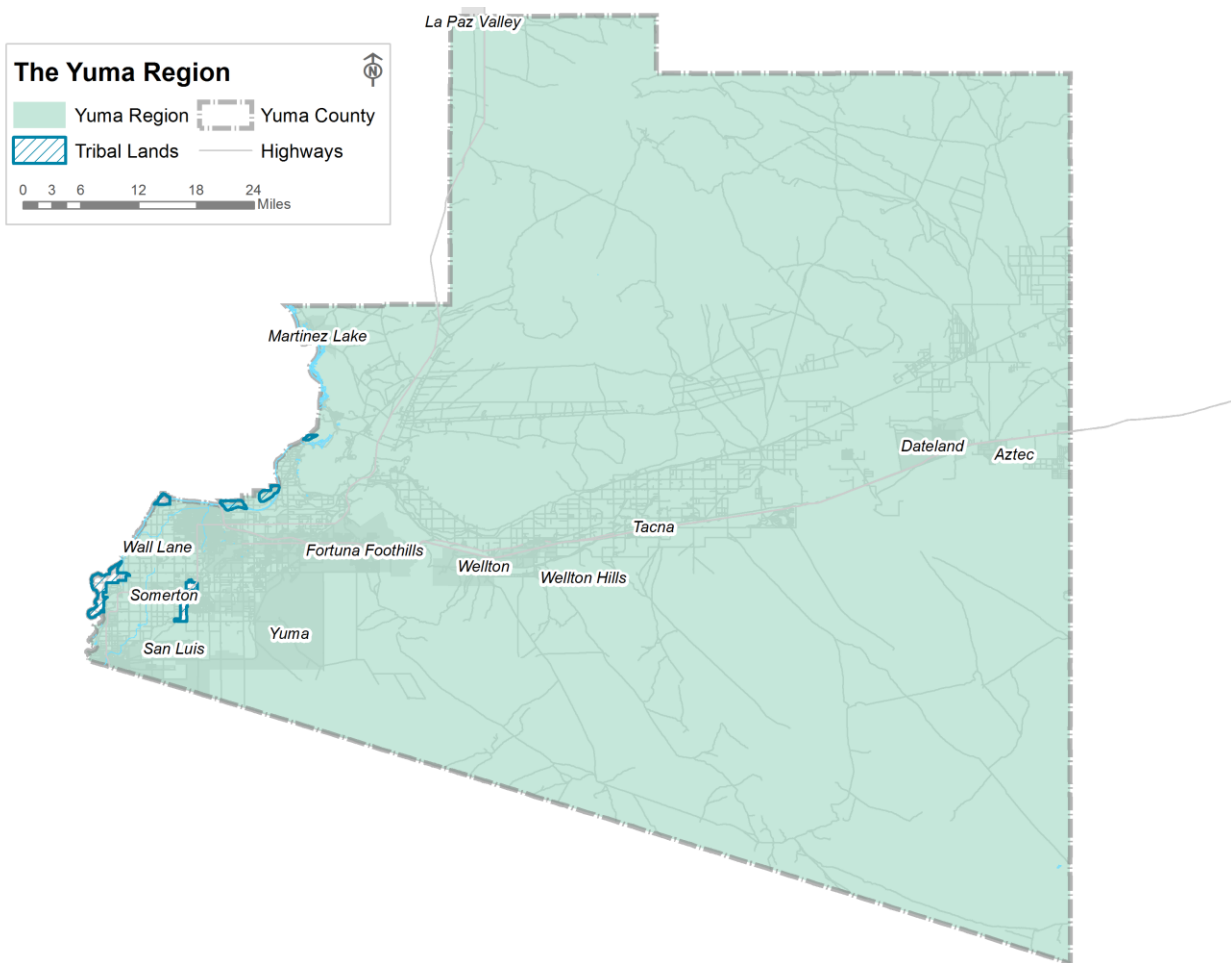 La Paz Valley
The Yuma Region
N
Yuma Region
Yuma County
Tribal Lands
Highways
0 3 6 12 18 24
Miles
Martinez Lake
Dateland
Aztec
Tacna
Wall Lane
Fortuna Foothills
Wellton
Wellton Hills
Somerton
Yuma
San Luis